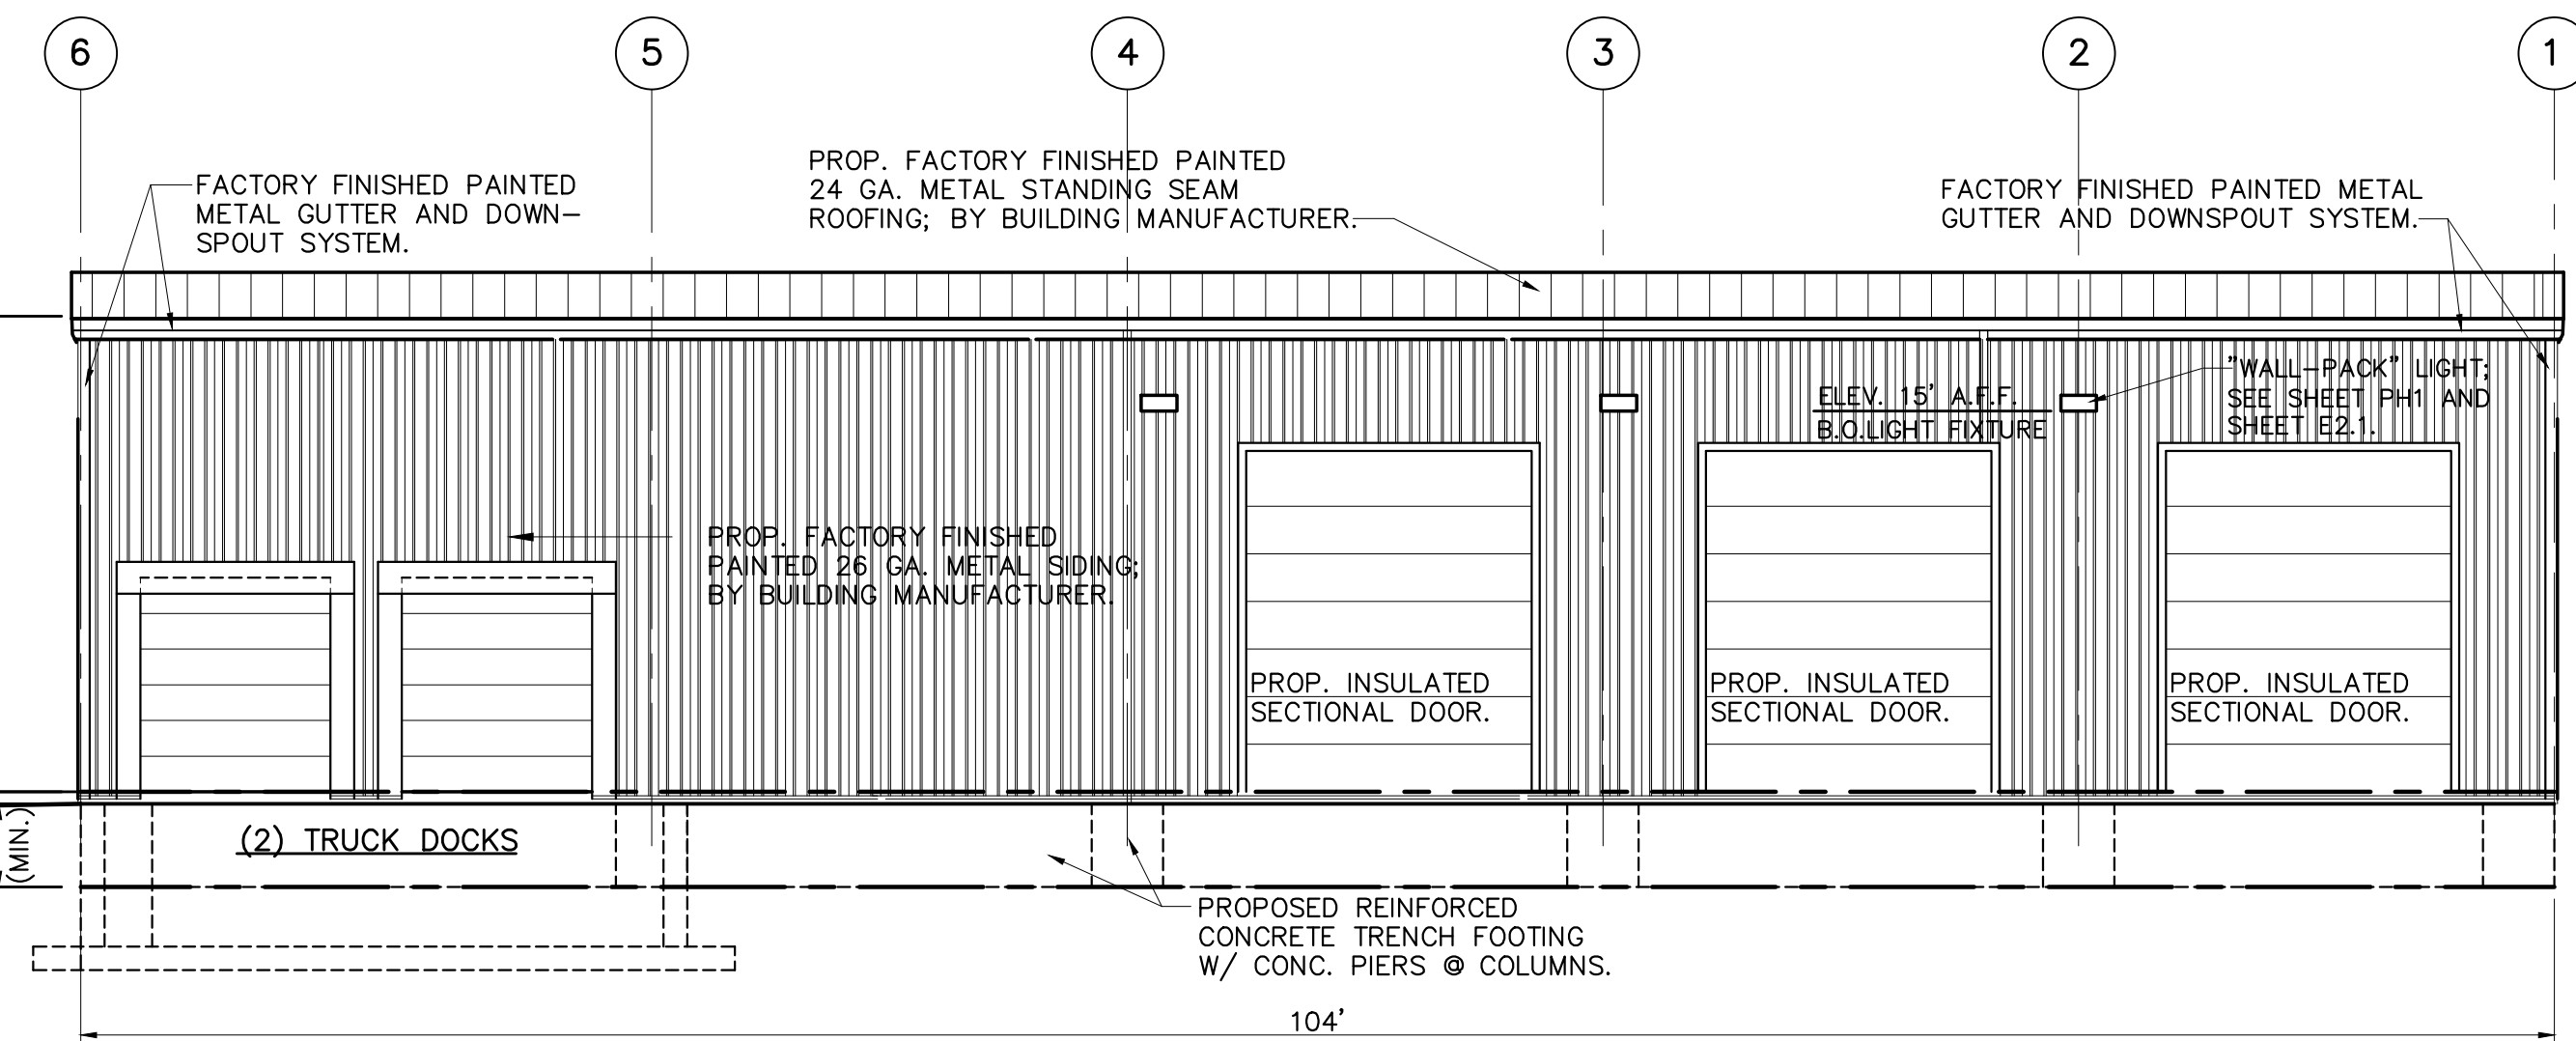 6 5 4 3 2 1
PROP. FACTORY FINISHED PAINTED
24 GA. METAL STANDING SEAM
ROOFING; BY BUILDING MANUFACTURER.
FACTORY FINISHED PAINTED
METAL GUTTER AND DOWN-
SPOUT SYSTEM.
FACTORY FINISHED PAINTED METAL
GUTTER AND DOWNSPOUT SYSTEM.
"WALL-PACK" LIGHT;
SEE SHEET PH1 AND
SHEET E2.1.
ELEV. 15' A.F.F.
B.O.LIGHT FIXTURE
PROP. FACTORY FINISHED
PAINTED 26 GA. METAL SIDING;
BY BUILDING MANUFACTURER.
PROP. INSULATED
SECTIONAL DOOR.
PROP. INSULATED
SECTIONAL DOOR.
PROP. INSULATED
SECTIONAL DOOR.
(MIN.)
(2) TRUCK DOCKS
PROPOSED REINFORCED
CONCRETE TRENCH FOOTING
W/ CONC. PIERS @ COLUMNS.
104'